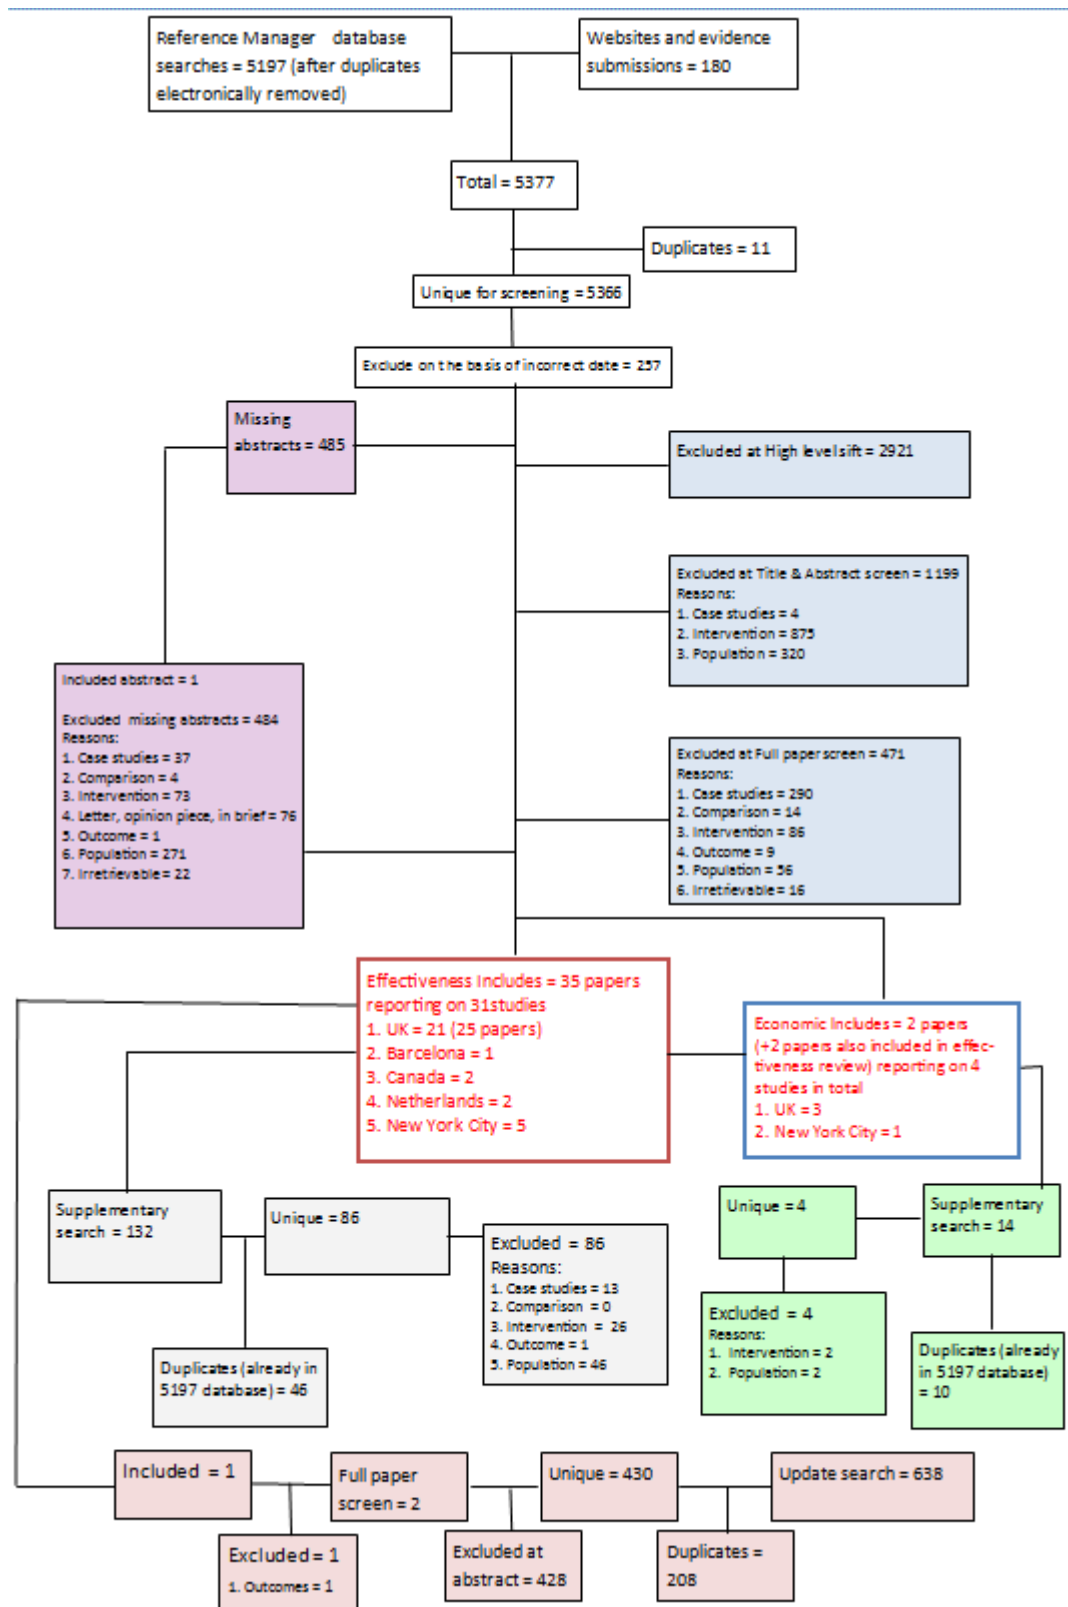 Reference Manager database
searches = 5197 (after duplicates
electronically removed)
Websites and evidence
submissions = 180
Total = 5377
Duplicates = 11
Unique for screening = 5366
Exclude on the basis of incorrect date = 257
Missing
abstracts = 485
Excluded at High level sift = 2921
Excluded at Title & Abstract screen = 1199
Reasons:
1. Case studies = 4
2. Intervention = 875
3. Population = 320
Included abstract = 1
Excluded missing abstracts = 484
Reasons:
1. Case studies = 37
2. Comparison = 4
3. Intervention = 73
4. Letter, opinion piece, in brief = 76
5. Outcome = 1
6. Population = 271
7. Irretrievable = 22
Excluded at Full paper screen = 471
Reasons:
1. Case studies = 290
2. Comparison = 14
3. Intervention = 86
4. Outcome = 9
5. Population = 56
6. Irretrievable = 16
Effectiveness Includes = 35 papers
reporting on 31studies
1. UK = 21 (25 papers)
2. Barcelona = 1
3. Canada = 2
4. Netherlands = 2
5. New York City = 5
Economic Includes = 2 papers
(+2 papers also included in effec-
tiveness review) reporting on 4
studies in total
1. UK = 3
2. New York City = 1
Supplementary
search = 132
Unique = 86
Excluded = 86
Reasons:
1. Case studies = 13
2. Comparison = 0
3. Intervention = 26
4. Outcome = 1
5. Population = 46
Duplicates (already in
5197 database) = 46
Unique = 4
Supplementary
search = 14
Excluded = 4
Reasons:
1. Intervention = 2
2. Population = 2
Duplicates (already
in 5197 database)
= 10
Included = 1
Full paper
screen = 2
Unique = 430
Update search = 638
Excluded = 1
1. Outcomes = 1
Excluded at
abstract = 428
Duplicates =
208